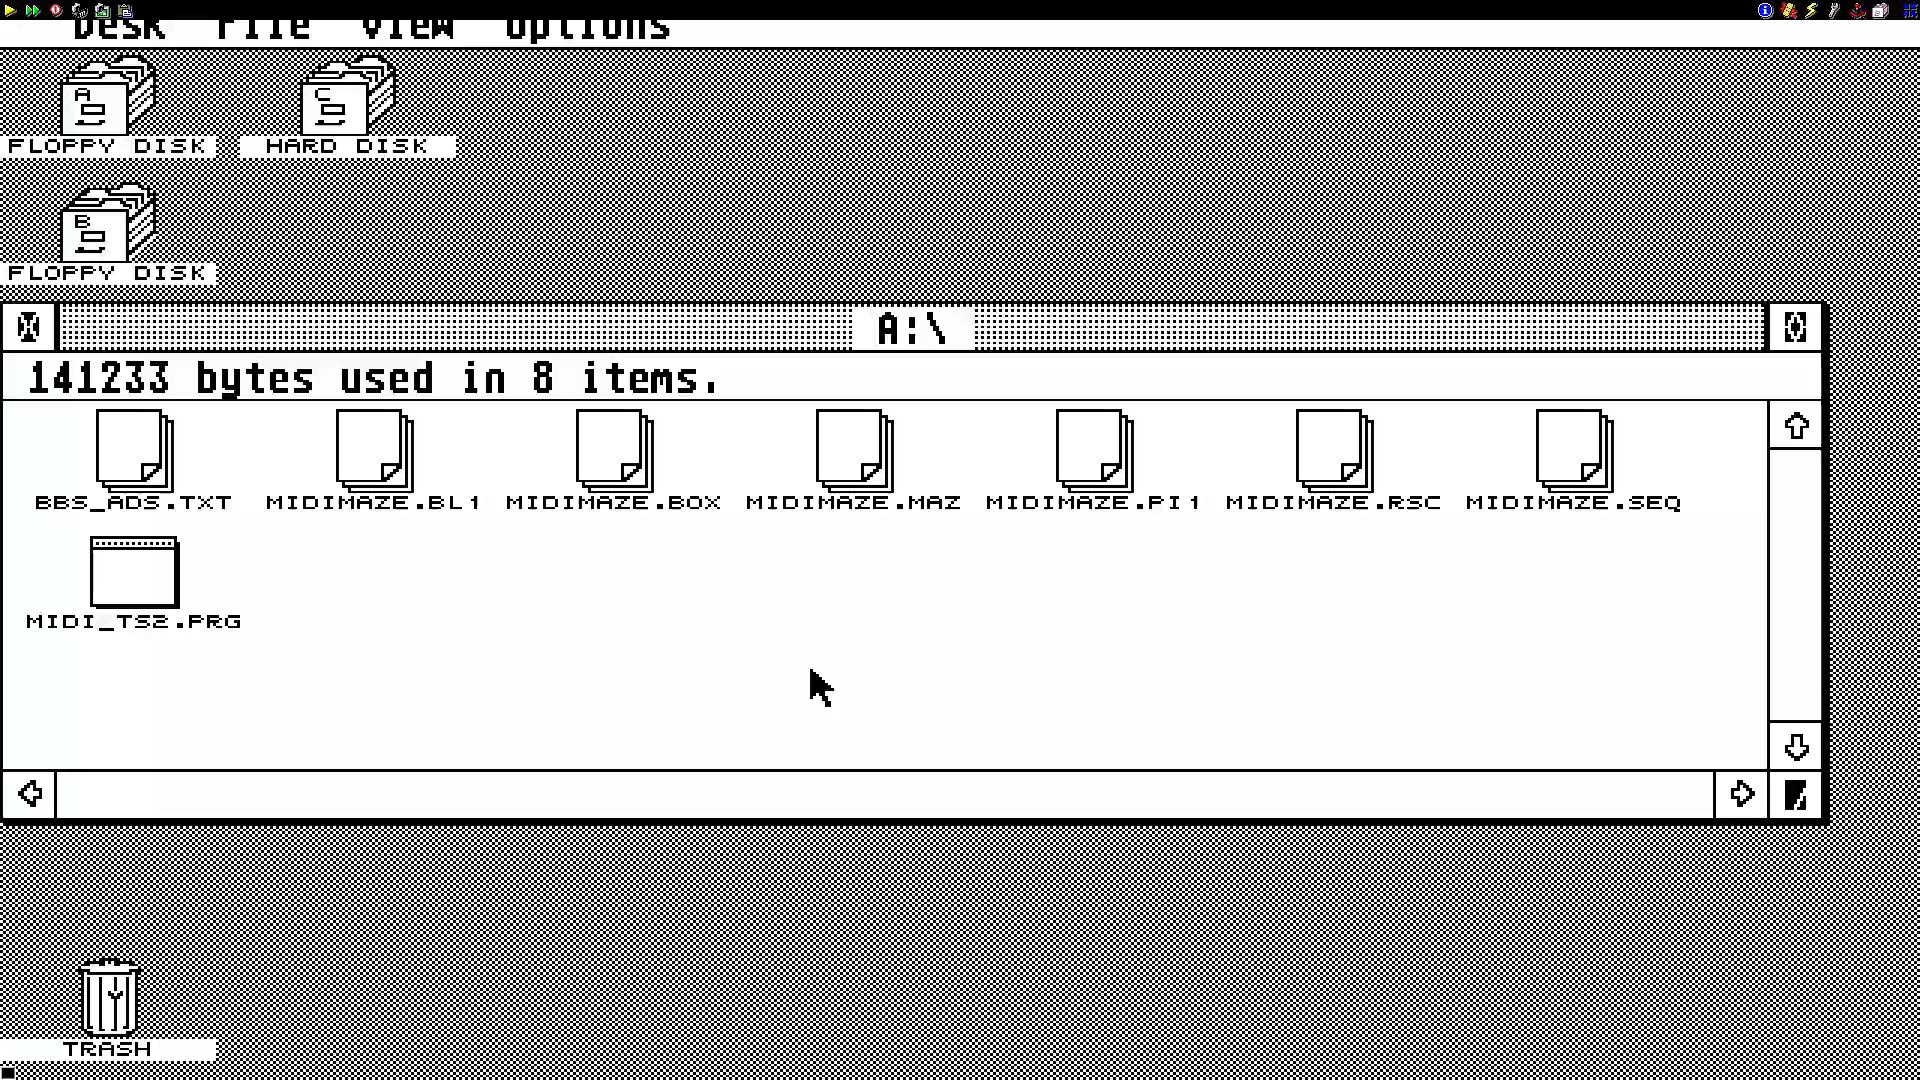 Desk File View Options
A
C
FLOPPY DISK
HARD DISK
B
FLOPPY DISK
A:\
141233 bytes used in 8 items.
BBS_ADS.TXT MIDIMAZE.BL1 MIDIMAZE.BOX MIDIMAZE.MAZ MIDIMAZE.PI1 MIDIMAZE.RSC MIDIMAZE.SEQ
MIDI_TS2.PRG
TRASH